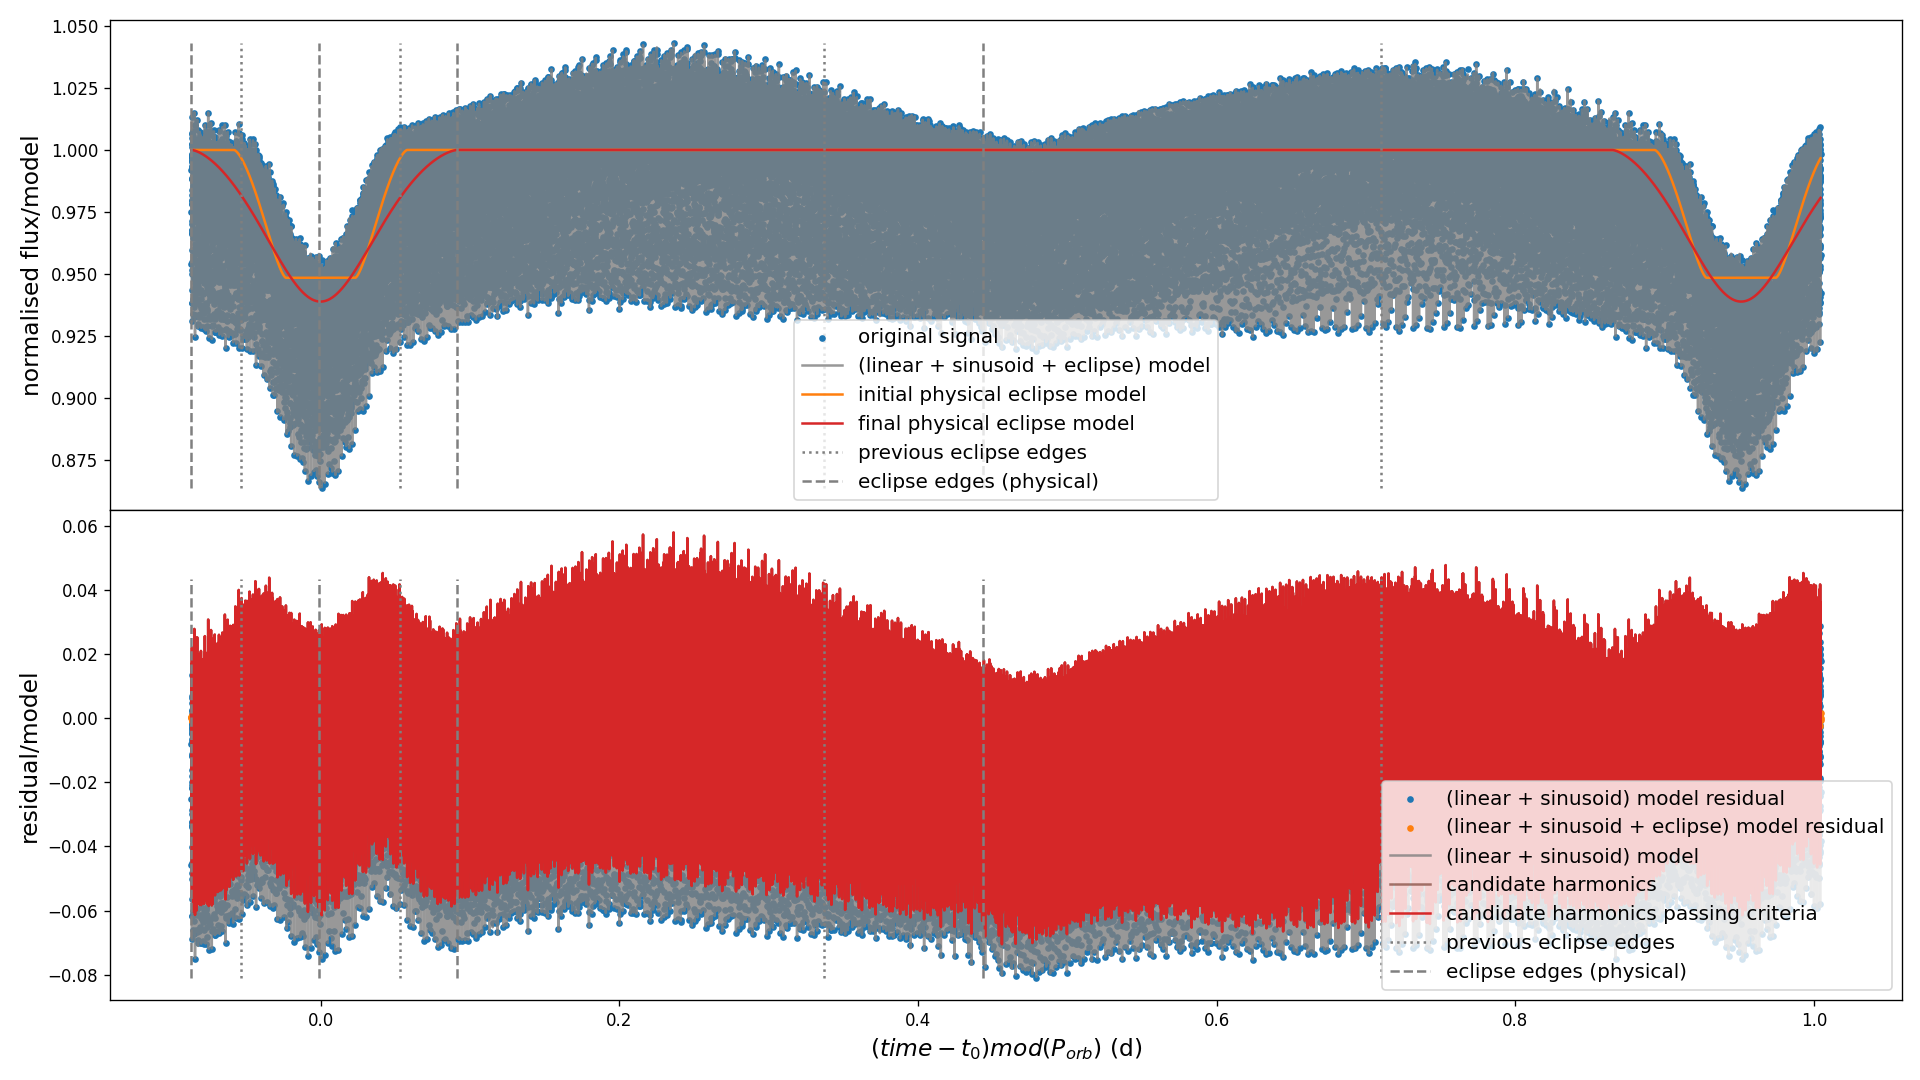 normalised flux/model
1.050
1.025
1.000
0.975
0.950
0.925
0.900
0.875
original signal
(linear + sinusoid + eclipse) model
initial physical eclipse model
final physical eclipse model
previous eclipse edges
eclipse edges (physical)
residual/model
0.06
0.04
0.02
0.00
−0.02
−0.04
−0.06
−0.08
(linear + sinusoid) model residual
(linear + sinusoid + eclipse) model residual
(linear + sinusoid) model
candidate harmonics
candidate harmonics passing criteria
previous eclipse edges
eclipse edges (physical)
0.0 0.2 0.4 0.6 0.8 1.0
(time − t₀)mod(P_orb) (d)